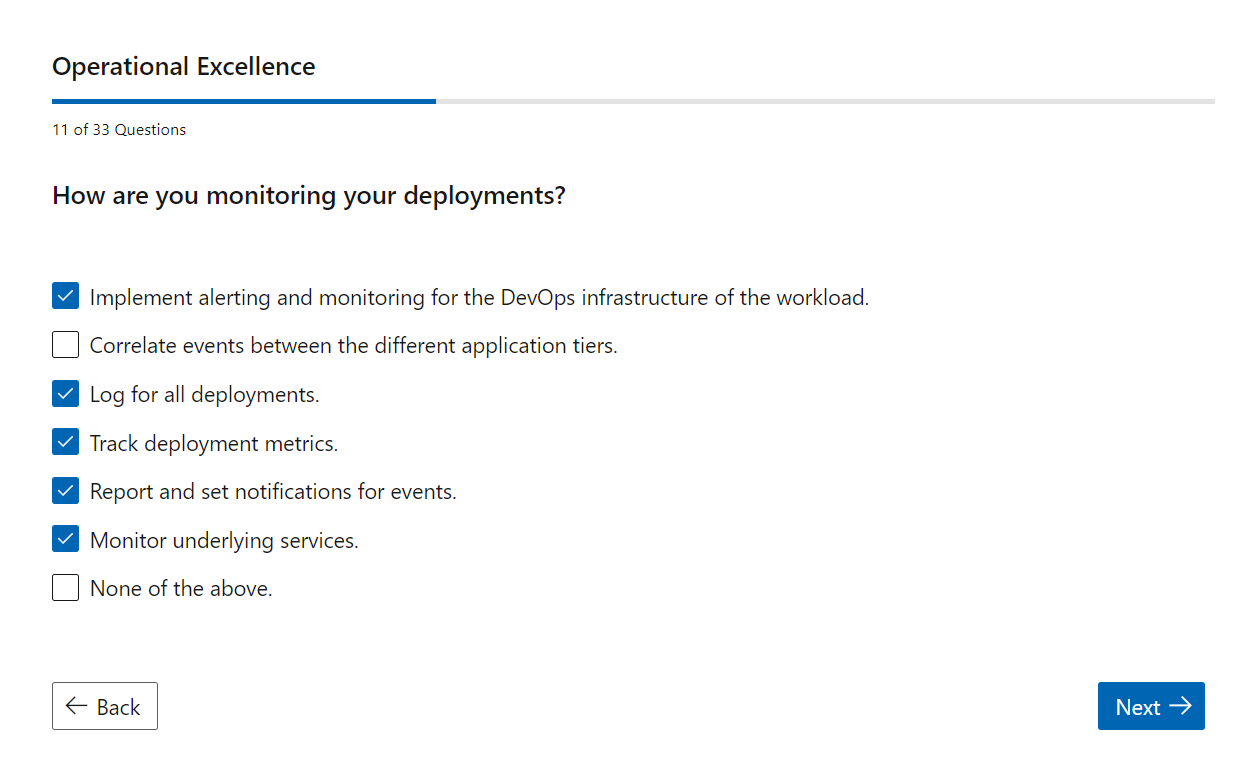 Operational Excellence
11 of 33 Questions
How are you monitoring your deployments?
Implement alerting and monitoring for the DevOps infrastructure of the workload.
Correlate events between the different application tiers.
Log for all deployments.
Track deployment metrics.
Report and set notifications for events.
Monitor underlying services.
None of the above.
Back
Next